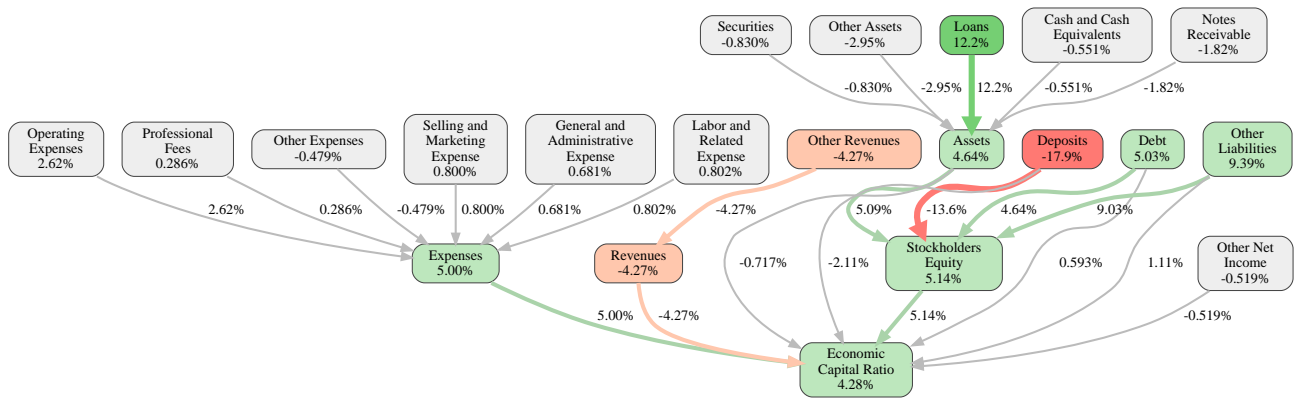 Securities
-0.830%
Other Assets
-2.95%
Loans
12.2%
Cash and Cash
Equivalents
-0.551%
Notes
Receivable
-1.82%
-0.830%
-2.95%
12.2%
-0.551%
-1.82%
Operating
Expenses
2.62%
Professional
Fees
0.286%
Other Expenses
-0.479%
Selling and
Marketing
Expense
0.800%
General and
Administrative
Expense
0.681%
Labor and
Related
Expense
0.802%
Other Revenues
-4.27%
Assets
4.64%
Deposits
-17.9%
Debt
5.03%
Other
Liabilities
9.39%
2.62%
0.286%
-0.479%
0.800%
0.681%
0.802%
-4.27%
5.09%
-13.6%
4.64%
9.03%
Expenses
5.00%
Revenues
-4.27%
-0.717%
-2.11%
Stockholders
Equity
5.14%
0.593%
1.11%
Other Net
Income
-0.519%
5.00%
-4.27%
5.14%
-0.519%
Economic
Capital Ratio
4.28%